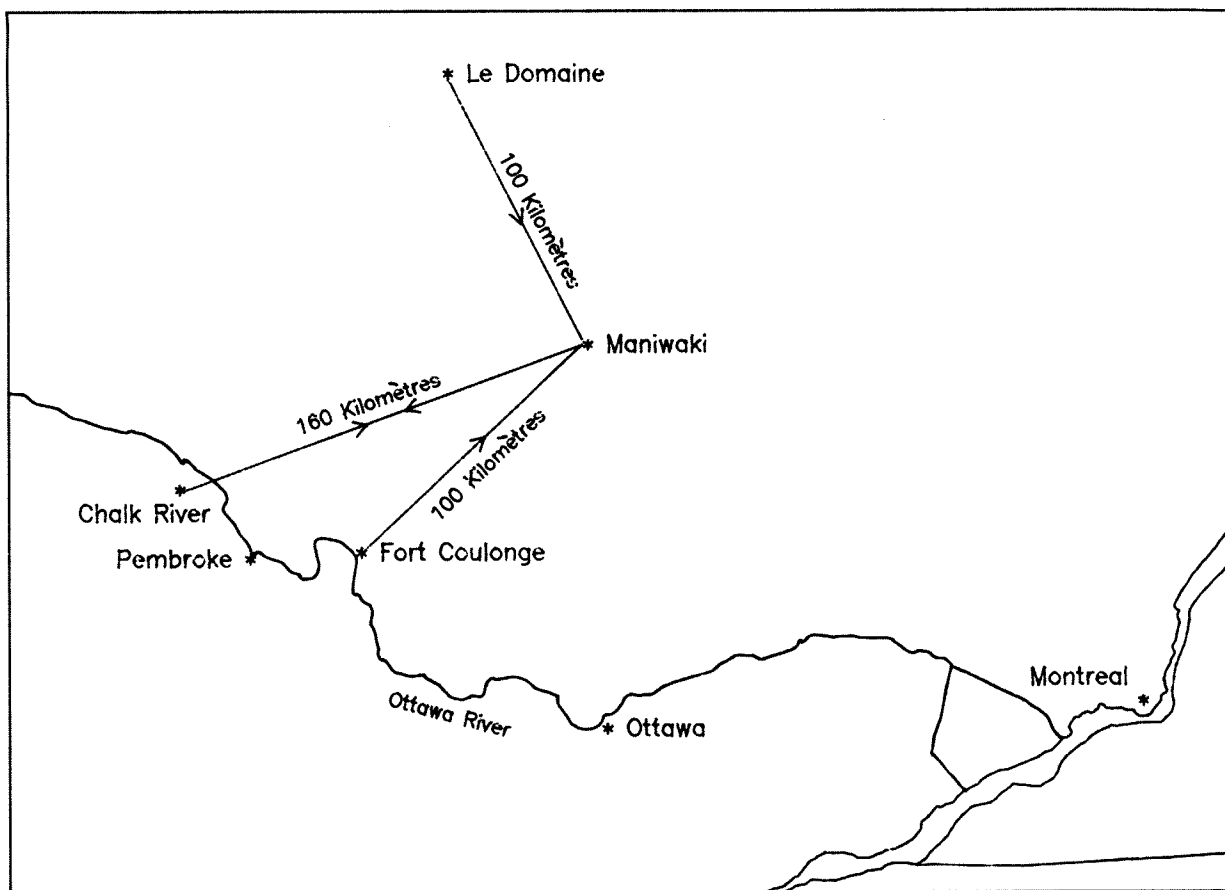 * Le Domaine
100 Kilomètres
* Maniwaki
160 Kilomètres
100 Kilomètres
*
Chalk River
Pembroke *
* Fort Coulonge
Montreal
*
Ottawa River
* Ottawa